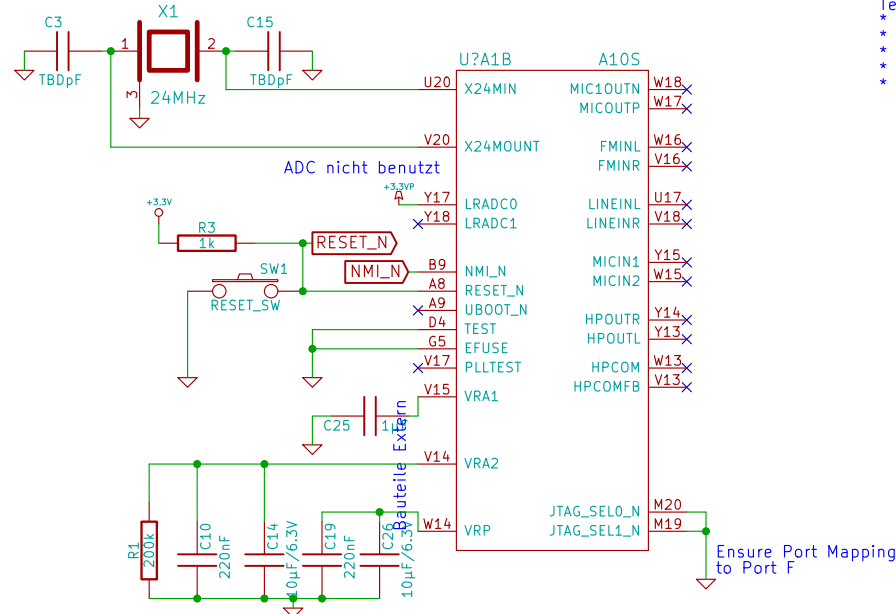 Te
*
*
*
*
*
X1
C3
C15
1
2
TBDpF
TBDpF
3
24MHz
U?A1B
A10S
U20
X24MIN
V20
X24MOUNT
ADC nicht benutzt
+3.3VP
Y17
LRADC0
Y18
LRADC1
+3.3V
R3
1k
RESET_N
NMI_N
B9
NMI_N
SW1
RESET_SW
A8
RESET_N
A9
UBOOT_N
D4
TEST
G5
EFUSE
V17
PLLTEST
V15
VRA1
C25
Bauteile Extern
V14
VRA2
W14
VRP
R1
200k
C10
220nF
C14
10µF/6.3V
C19
220nF
C26
10µF/6.3V
MIC1OUTN
W18
MICOUTP
W17
FMINL
W16
FMINR
V16
LINEINL
U17
LINEINR
V18
MICIN1
Y15
MICIN2
W15
HPOUTR
Y14
HPOUTL
Y13
HPCOM
W13
HPCOMFB
V13
JTAG_SEL0_N
M20
JTAG_SEL1_N
M19
Ensure Port Mapping
to Port F